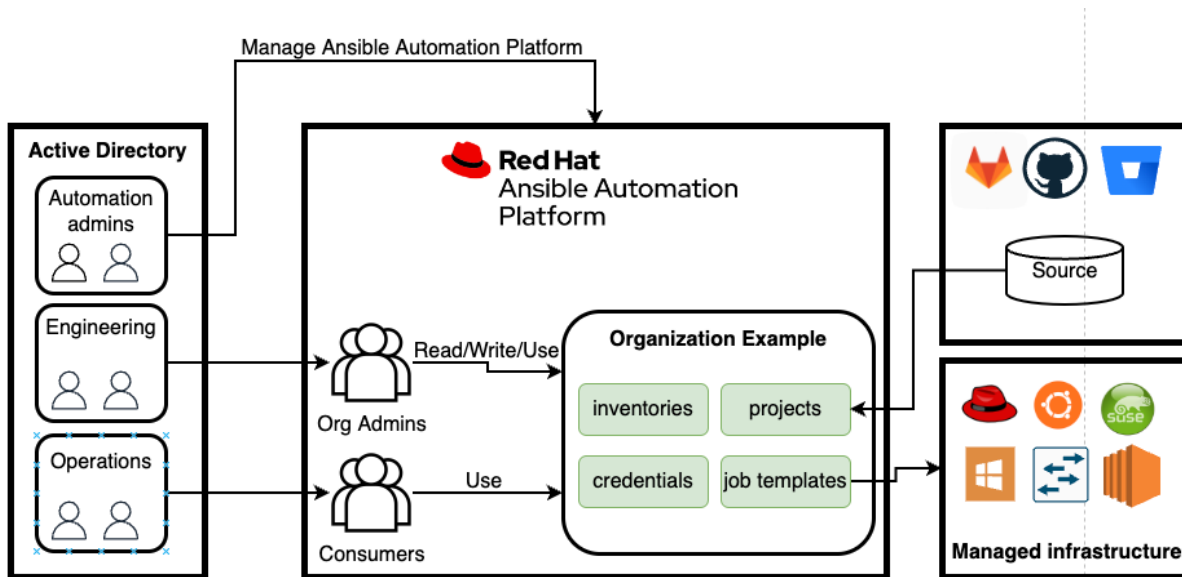 Manage Ansible Automation Platform
Active Directory
Automation
admins
Engineering
Operations
Red Hat
Ansible Automation
Platform
Org Admins
Read/Write/Use
Consumers
Use
Organization Example
inventories
projects
credentials
job templates
Source
SUSE
Managed infrastructure